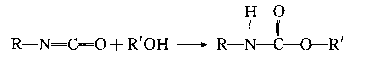 H O
R—N=C=O+R'OH ⟶ R—N—C—O—R'